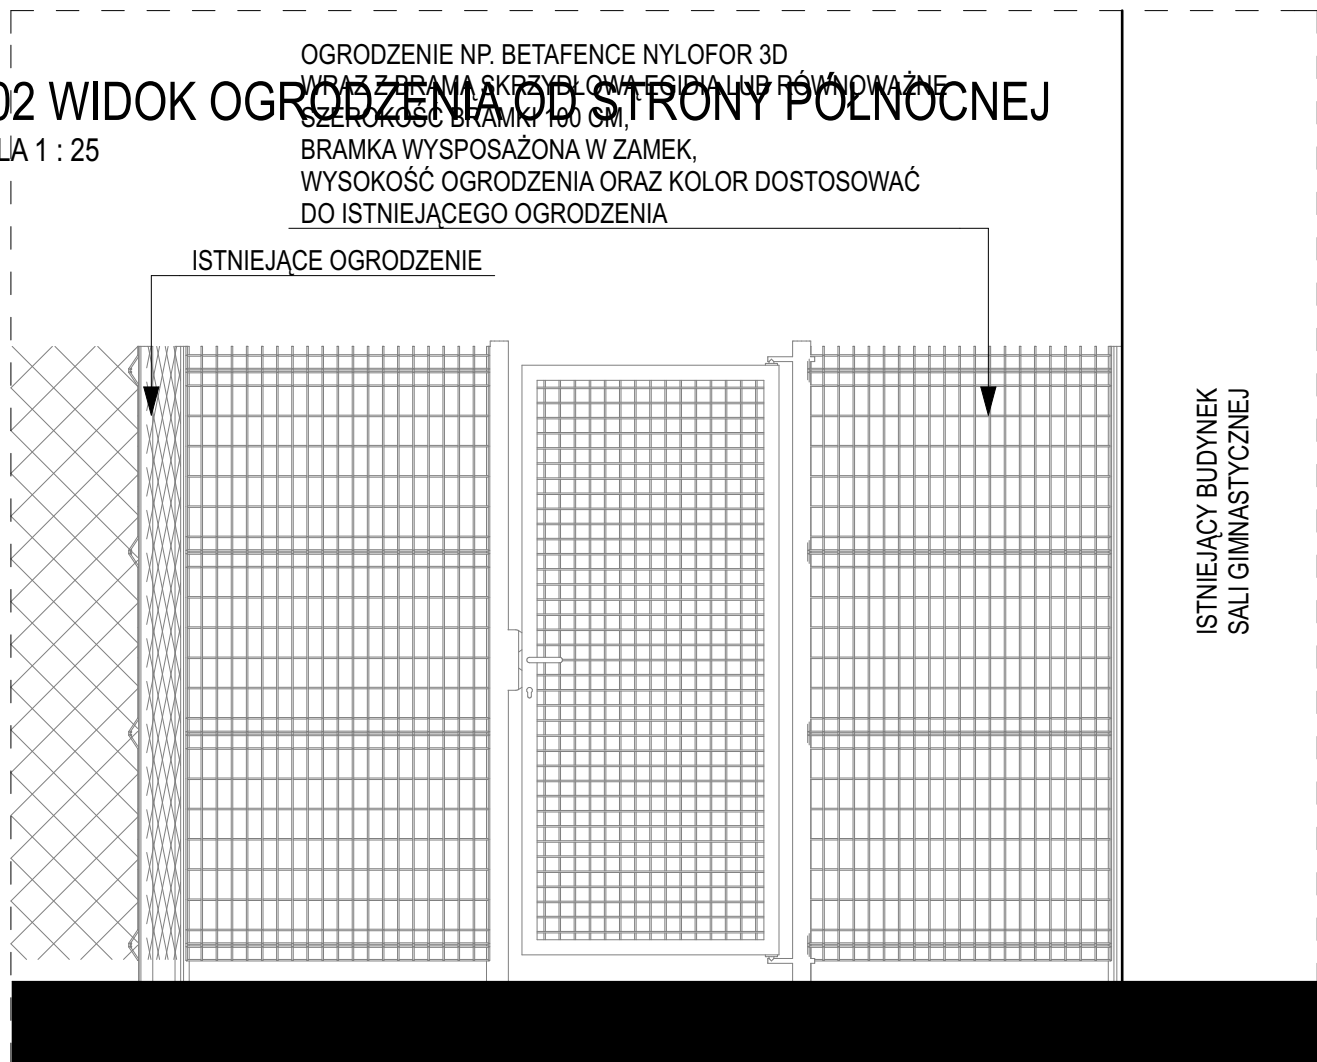 OGRODZENIE NP. BETAFENCE NYLOFOR 3D
WRAZ Z BRAMĄ SKRZYDŁOWĄ EGIDIA LUB RÓWNOWAŻNE
02 WIDOK OGRODZENIA OD STRONY PÓŁNOCNEJ
SZEROKOŚĆ BRAMKI 100 CM,
LA 1 : 25
BRAMKA WYSPOSAŻONA W ZAMEK,
WYSOKOŚĆ OGRODZENIA ORAZ KOLOR DOSTOSOWAĆ
DO ISTNIEJĄCEGO OGRODZENIA
ISTNIEJĄCE OGRODZENIE
ISTNIEJĄCY BUDYNEK
SALI GIMNASTYCZNEJ